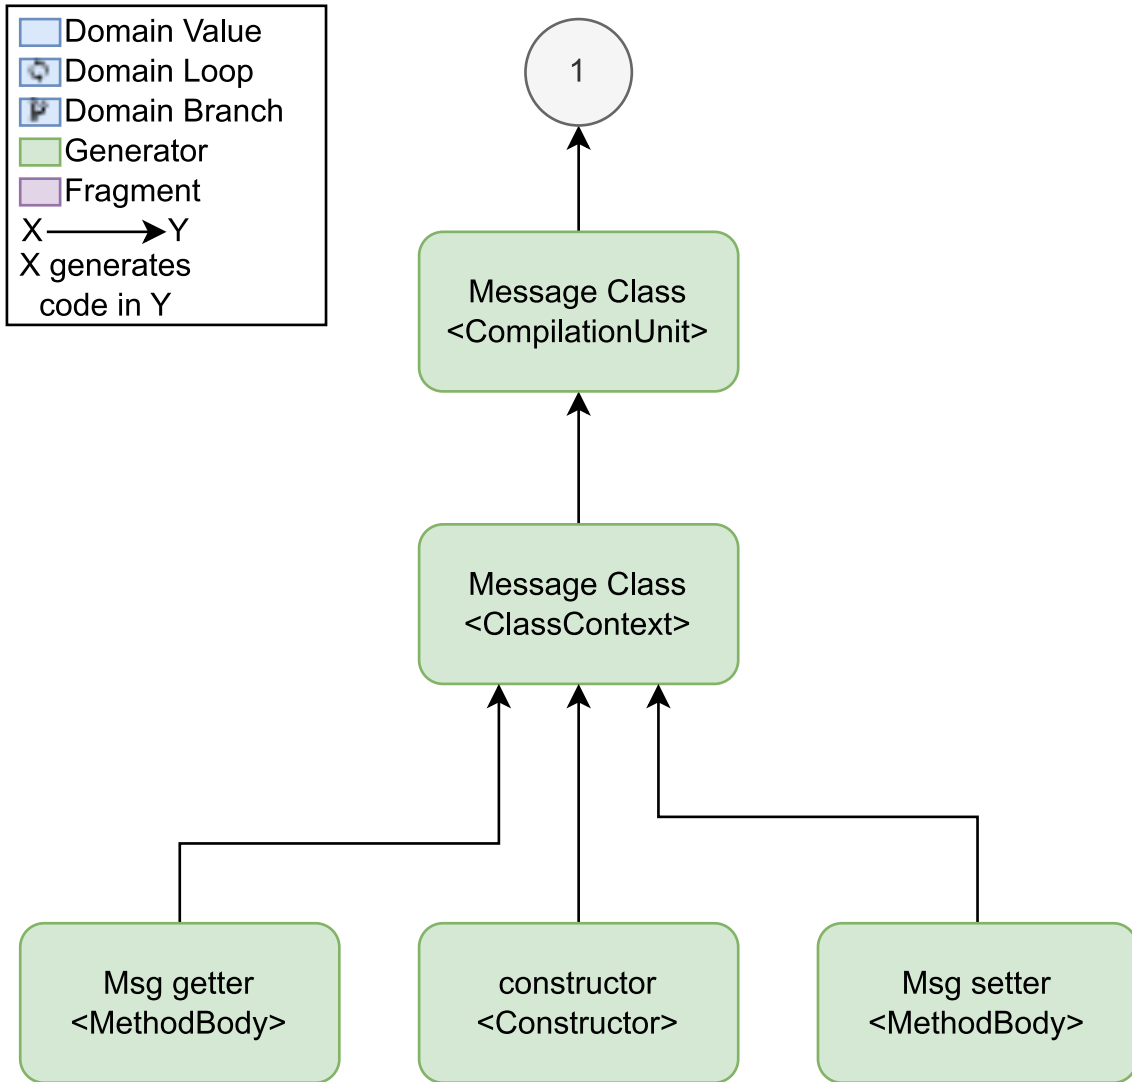 Domain Value
Domain Loop
Domain Branch
Generator
Fragment
X Y
X generates
code in Y
1
Message Class
<CompilationUnit>
Message Class
<ClassContext>
Msg getter
<MethodBody>
constructor
<Constructor>
Msg setter
<MethodBody>